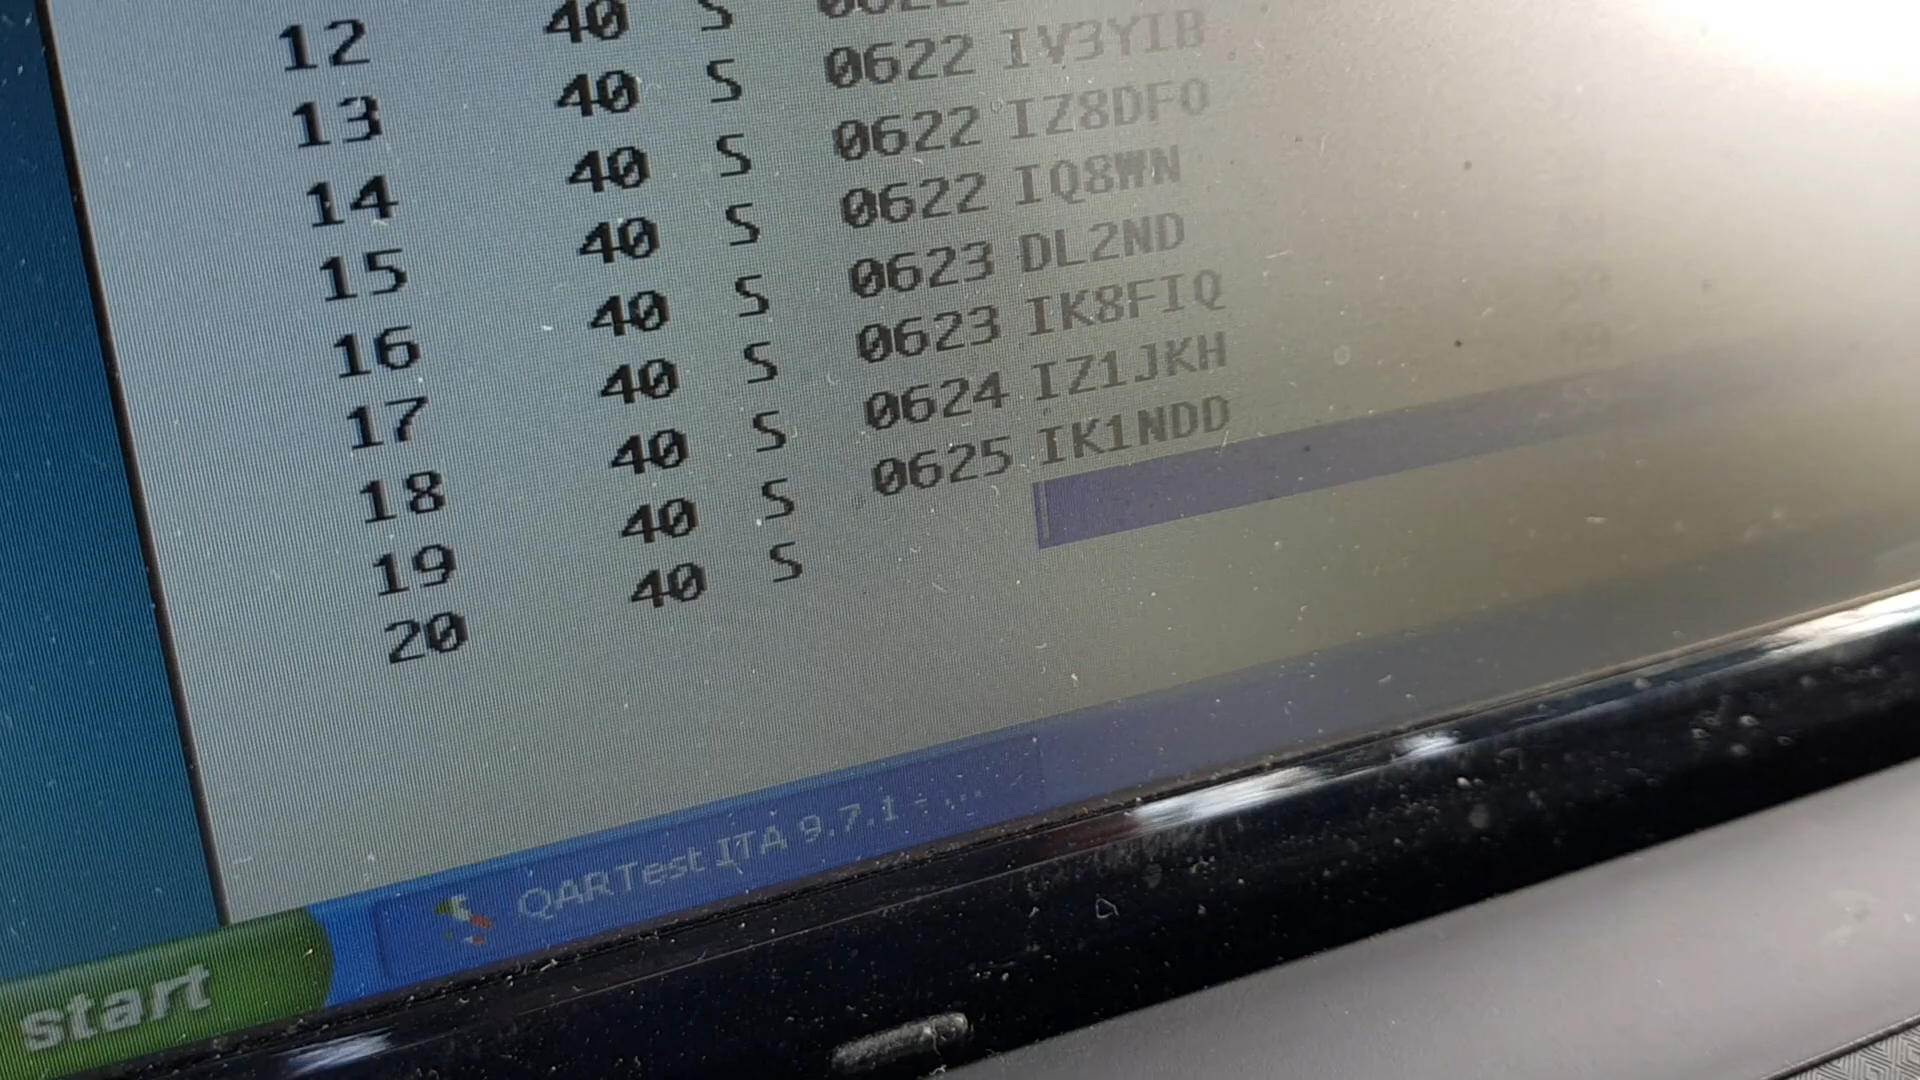 12 40 S
13 40 S 0622 IV3YIB
14 40 S 0622 IZ8DFO
15 40 S 0622 IQ8WN
16 40 S 0623 DL2ND
17 40 S 0623 IK8FIQ
18 40 S 0624 IZ1JKH
19 40 S 0625 IK1NDD
20 40 S
QARTest ITA 9.7.1 - ...
start